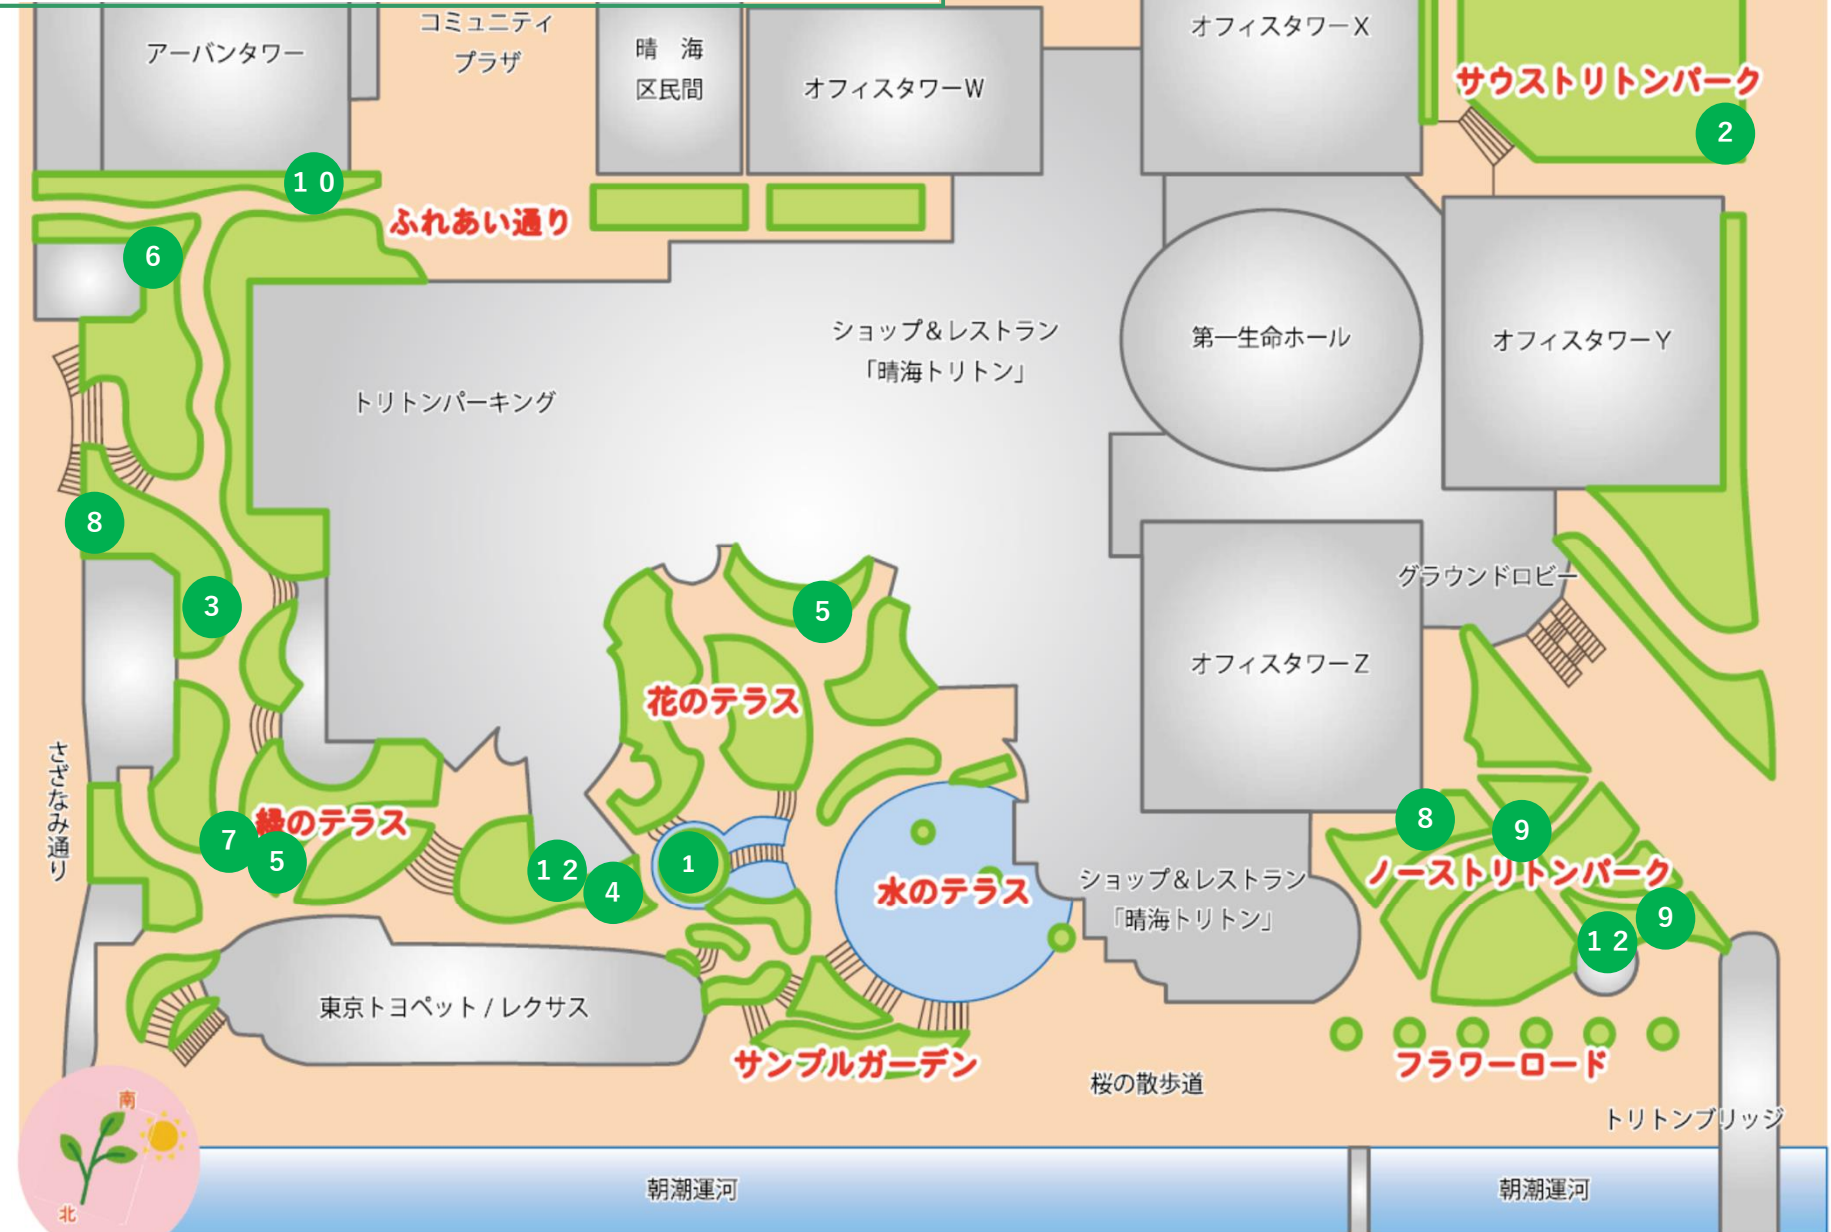 コミュニティ
プラザ
アーバンタワー
晴 海
区民間
オフィスタワーW
オフィスタワーX
サウストリトンパーク
2
10
ふれあい通り
6
ショップ&レストラン
「晴海トリトン」
第一生命ホール
オフィスタワーY
トリトンパーキング
8
3
5
グラウンドロビー
オフィスタワーZ
花のテラス
さざなみ通り
緑のテラス
7
5
12
4
1
水のテラス
ショップ&レストラン
「晴海トリトン」
8
9
ノーストリトンパーク
9
12
東京トヨペット / レクサス
サンプルガーデン
フラワーロード
桜の散歩道
トリトンブリッジ
南
北
朝潮運河
朝潮運河